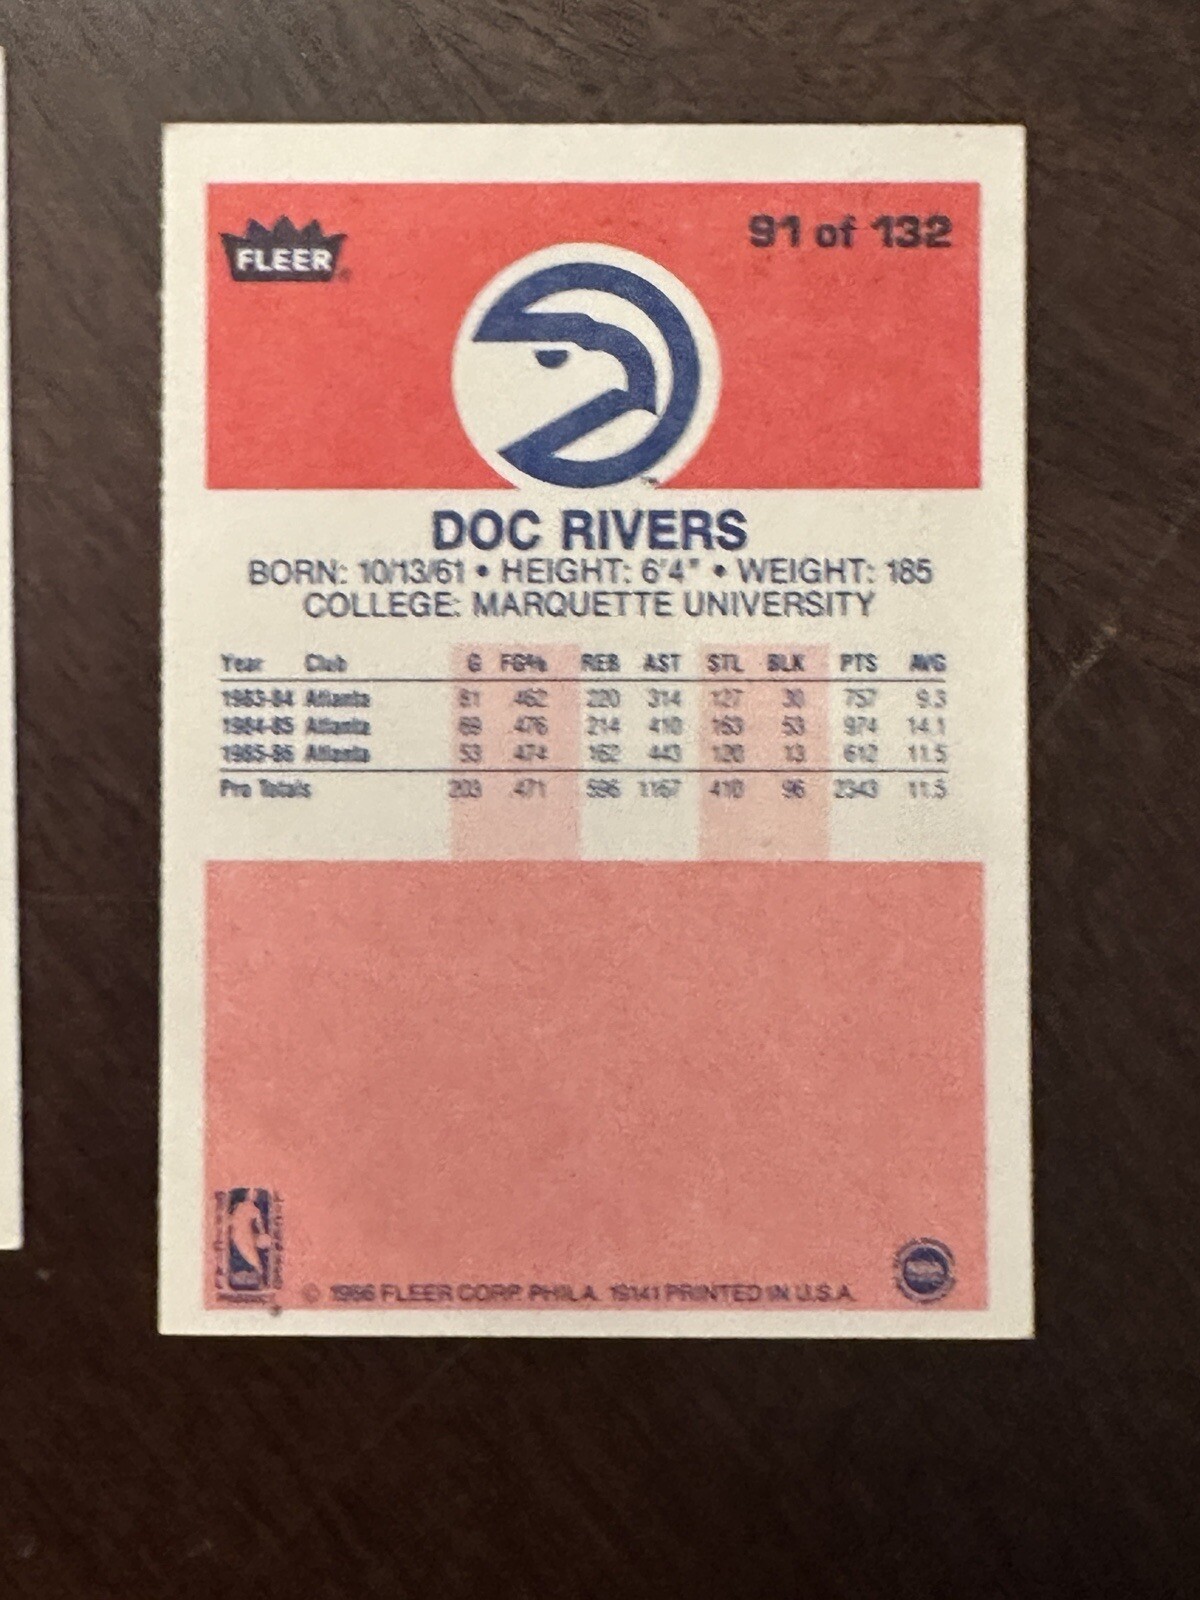 91 of 132
FLEER®
DOC RIVERS
BORN: 10/13/61 • HEIGHT: 6'4" • WEIGHT: 185
COLLEGE: MARQUETTE UNIVERSITY
Year Club G FG% REB AST STL BLK PTS AVG
1983-84 Atlanta 81 .462 220 314 127 30 757 9.3
1984-85 Atlanta 69 .476 214 410 163 53 974 14.1
1985-86 Atlanta 53 .474 162 443 120 13 612 11.5
Pro Totals 203 .471 596 1167 410 96 2343 11.5
© 1986 FLEER CORP. PHILA. 19141 PRINTED IN U.S.A.